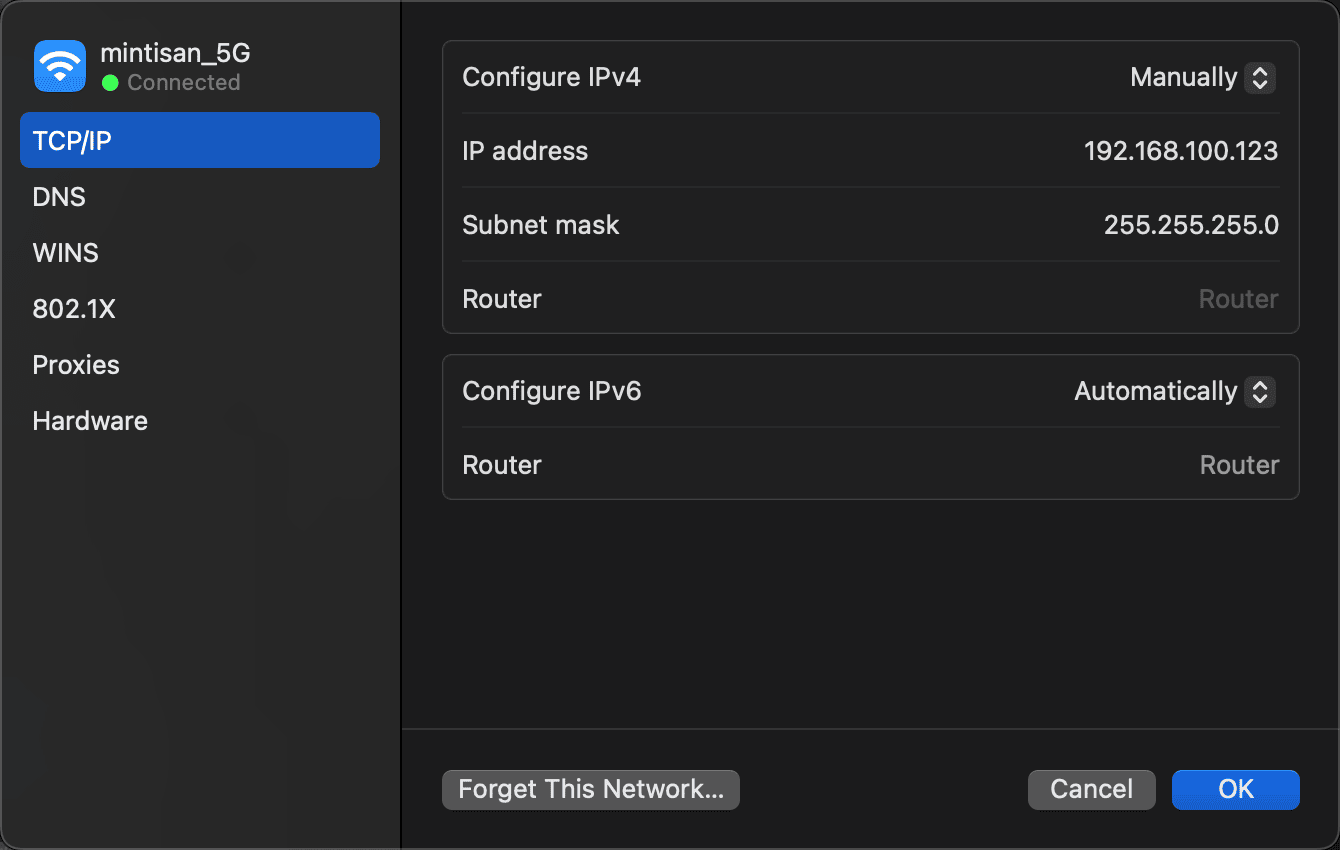 mintisan_5G
Connected
TCP/IP
DNS
WINS
802.1X
Proxies
Hardware
Configure IPv4 Manually
IP address 192.168.100.123
Subnet mask 255.255.255.0
Router Router
Configure IPv6 Automatically
Router Router
Forget This Network... Cancel OK